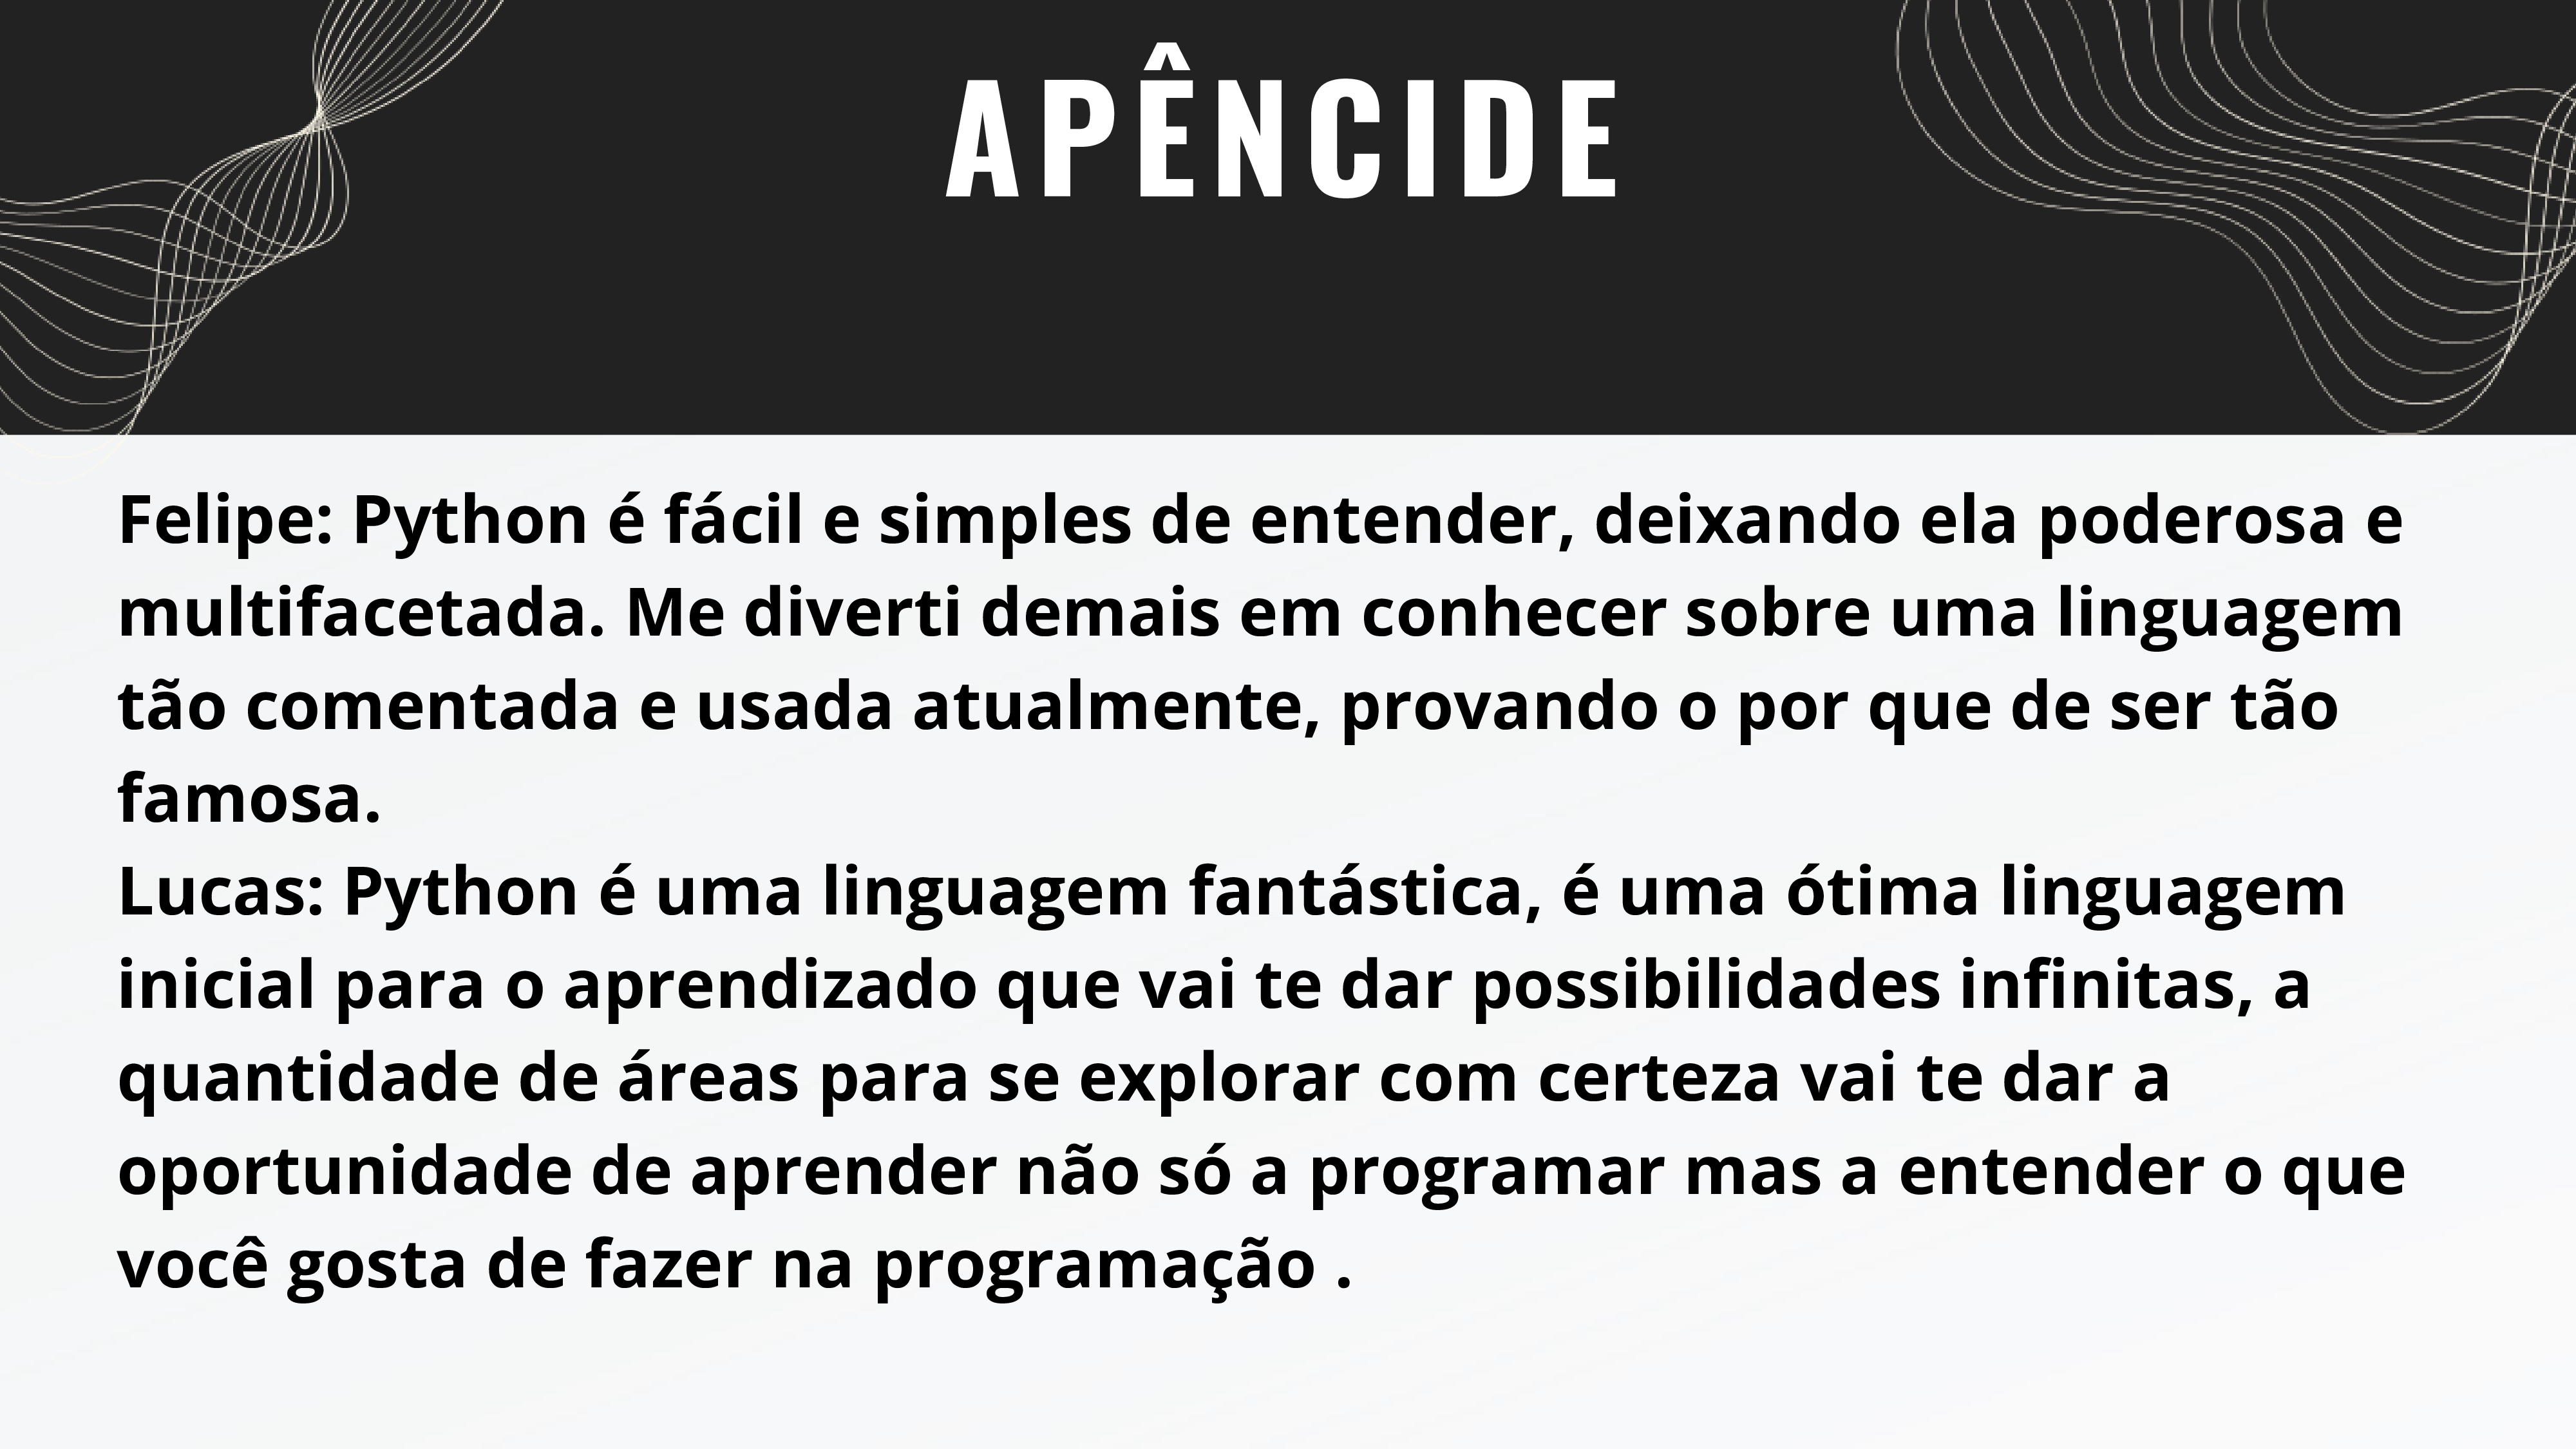 APÊNCIDE
Felipe: Python é fácil e simples de entender, deixando ela poderosa e
multifacetada. Me diverti demais em conhecer sobre uma linguagem
tão comentada e usada atualmente, provando o por que de ser tão
famosa.
Lucas: Python é uma linguagem fantástica, é uma ótima linguagem
inicial para o aprendizado que vai te dar possibilidades infinitas, a
quantidade de áreas para se explorar com certeza vai te dar a
oportunidade de aprender não só a programar mas a entender o que
você gosta de fazer na programação .